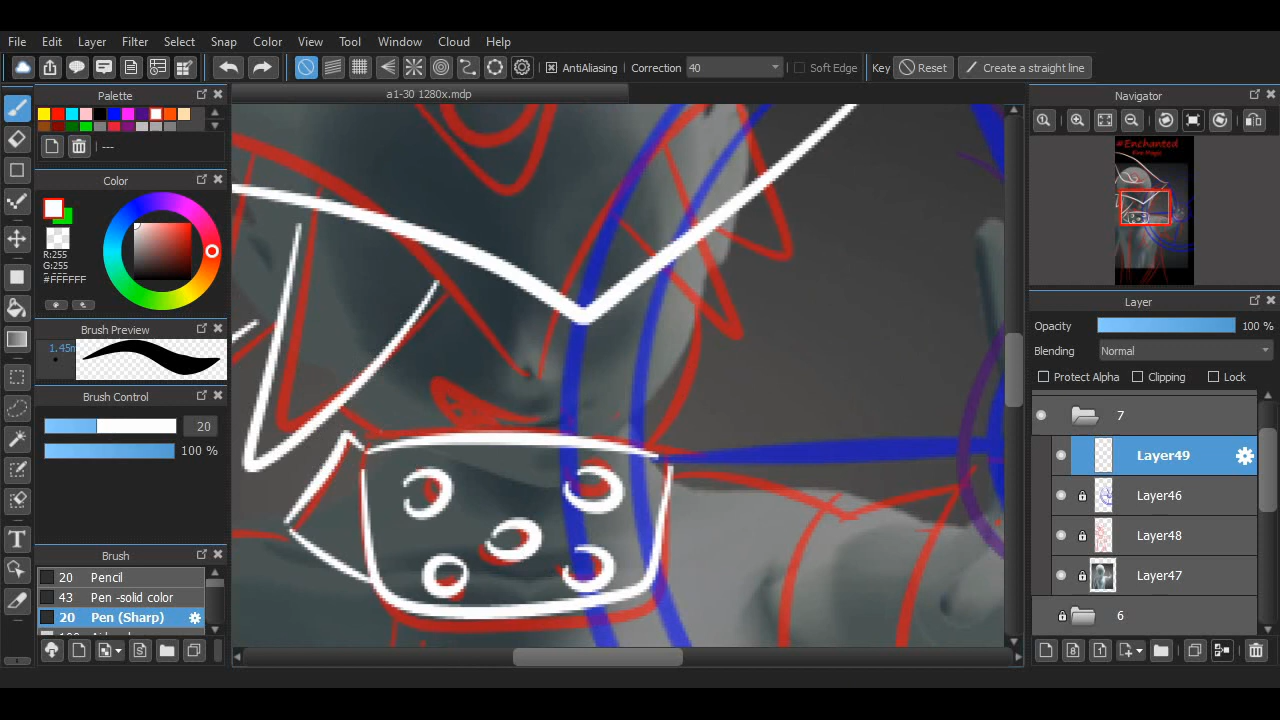 File Edit Layer Filter Select Snap Color View Tool Window Cloud Help
AntiAliasing Correction 40 Soft Edge Key Reset Create a straight line
Palette
---
Color
R:255
G:255
#FFFFFF
Brush Preview
Brush Control
20
100 %
Brush
20 Pencil
43 Pen -solid color
20 Pen (Sharp)
a1-30 1280x.mdp
Navigator
#Enchanted
Layer
Opacity 100 %
Blending Normal
Protect Alpha Clipping Lock
7
Layer49
Layer46
Layer48
Layer47
6